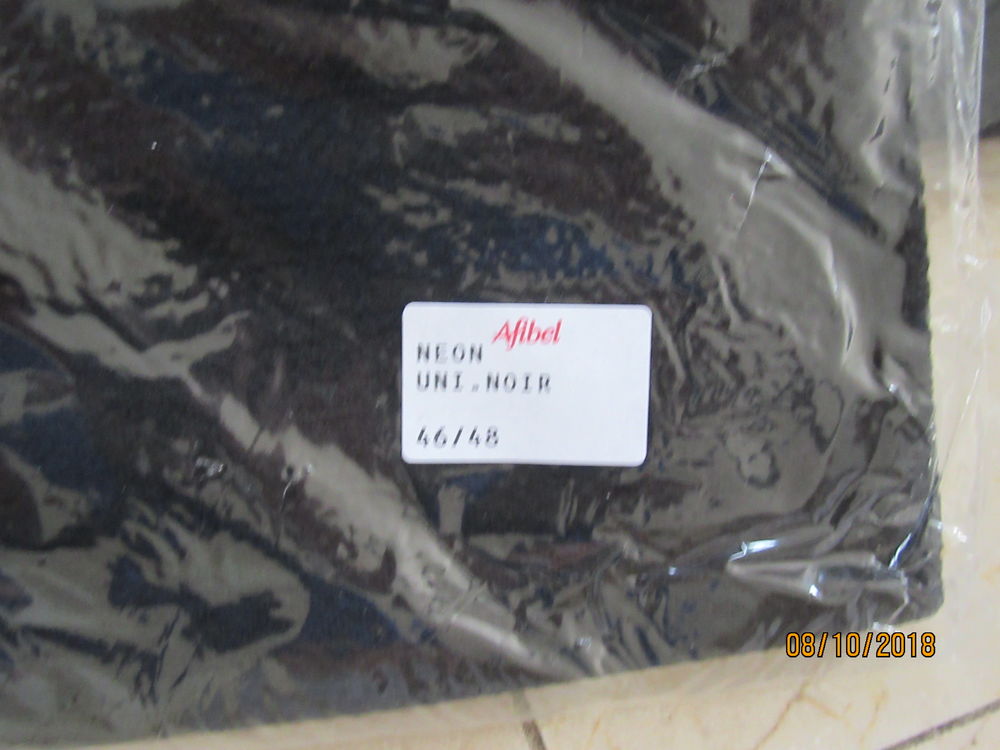 Afibel
NEON
UNI.NOIR
46/48
08/10/2018